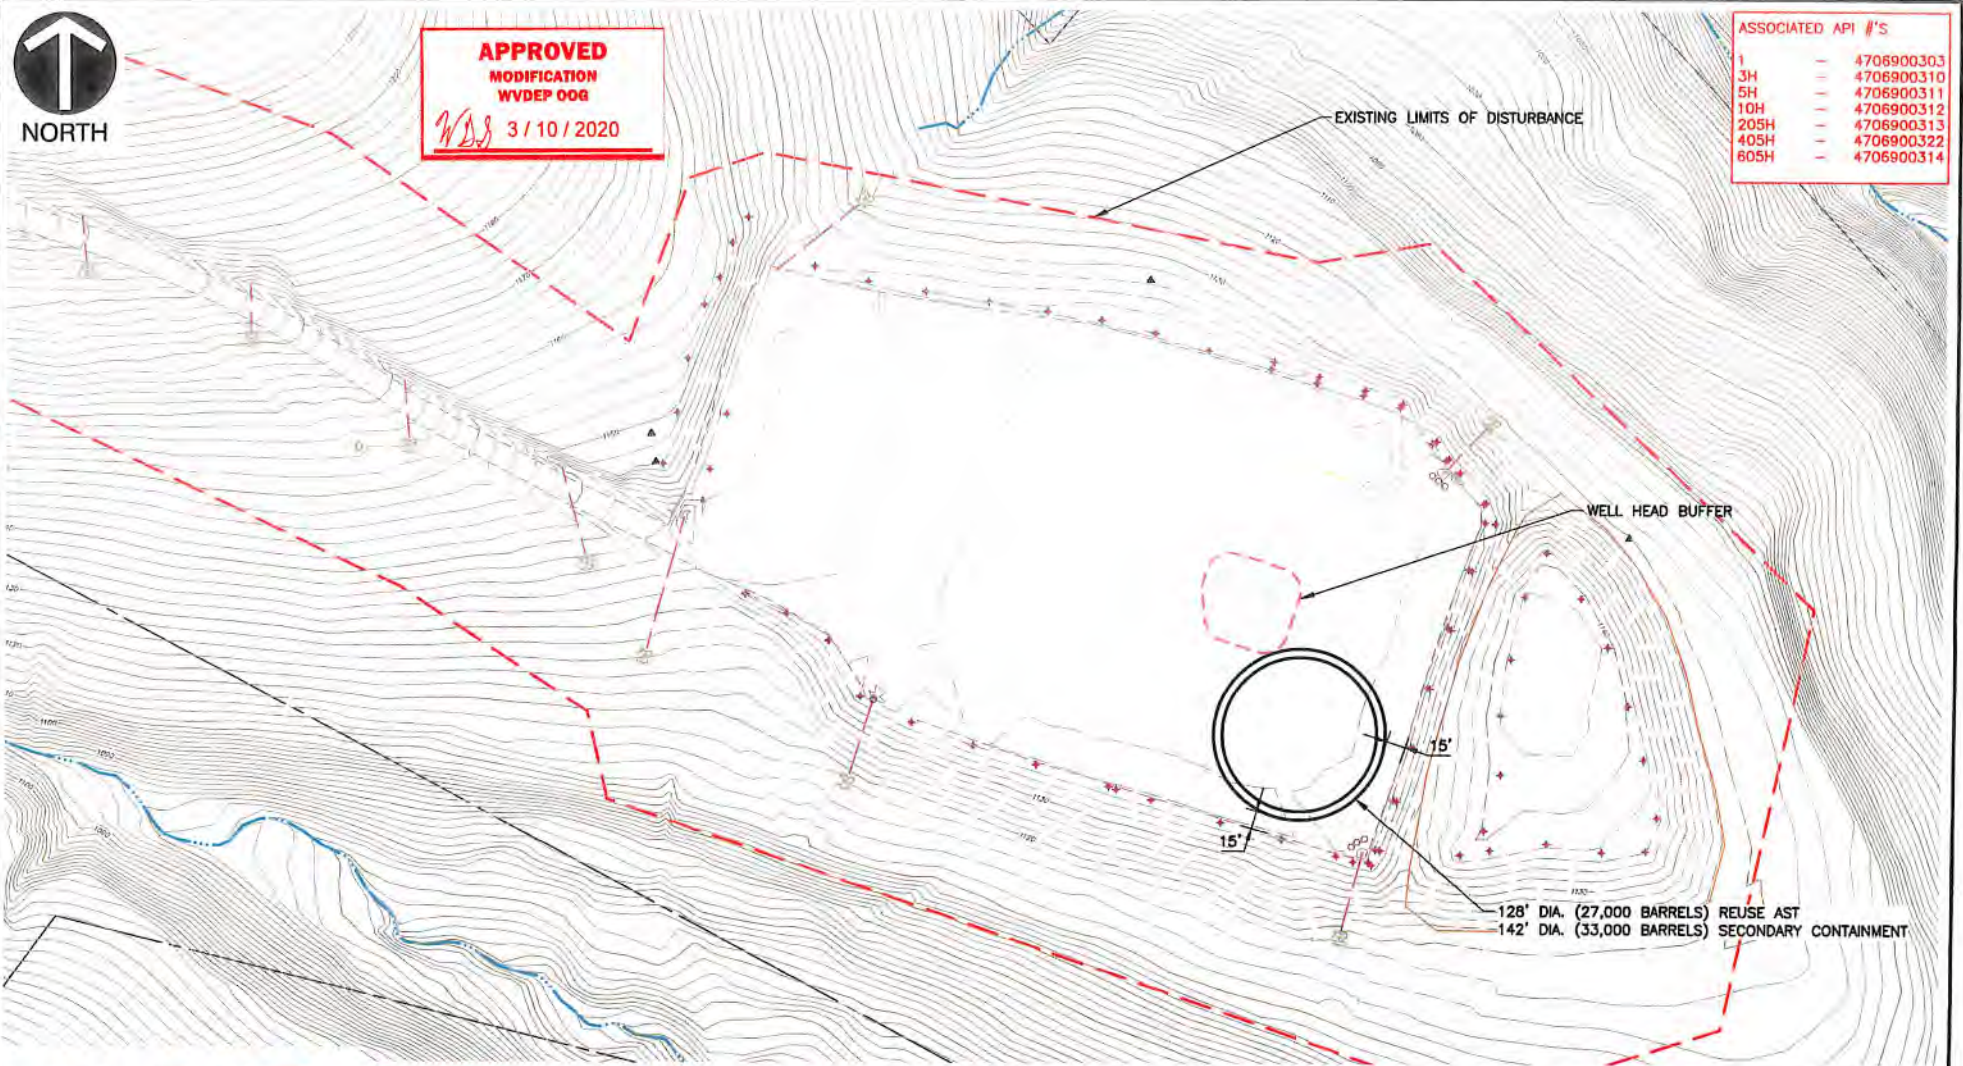 NORTH
APPROVED
MODIFICATION
WVDEP OOG
WDS 3 / 10 / 2020
ASSOCIATED API #'S
1 - 4706900303
3H - 4706900310
5H - 4706900311
10H - 4706900312
205H - 4706900313
405H - 4706900322
605H - 4706900314
EXISTING LIMITS OF DISTURBANCE
WELL HEAD BUFFER
15'
15'
128' DIA. (27,000 BARRELS) REUSE AST
142' DIA. (33,000 BARRELS) SECONDARY CONTAINMENT